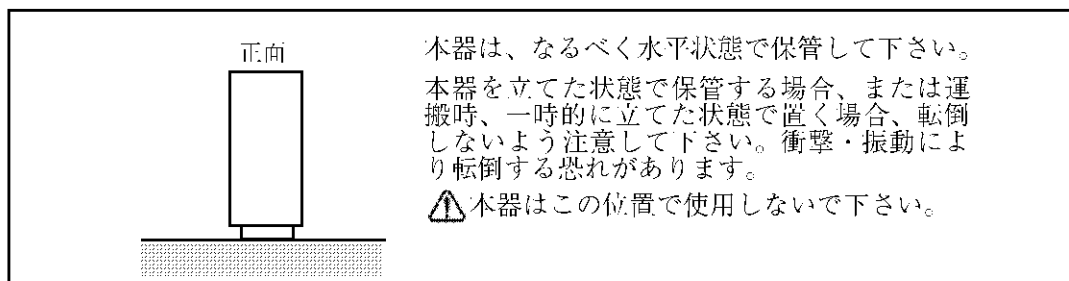 正面
本器は、なるべく水平状態で保管して下さい。
本器を立てた状態で保管する場合、または運
搬時、一時的に立てた状態で置く場合、転倒
しないよう注意して下さい。衝撃・振動によ
り転倒する恐れがあります。
本器はこの位置で使用しないで下さい。